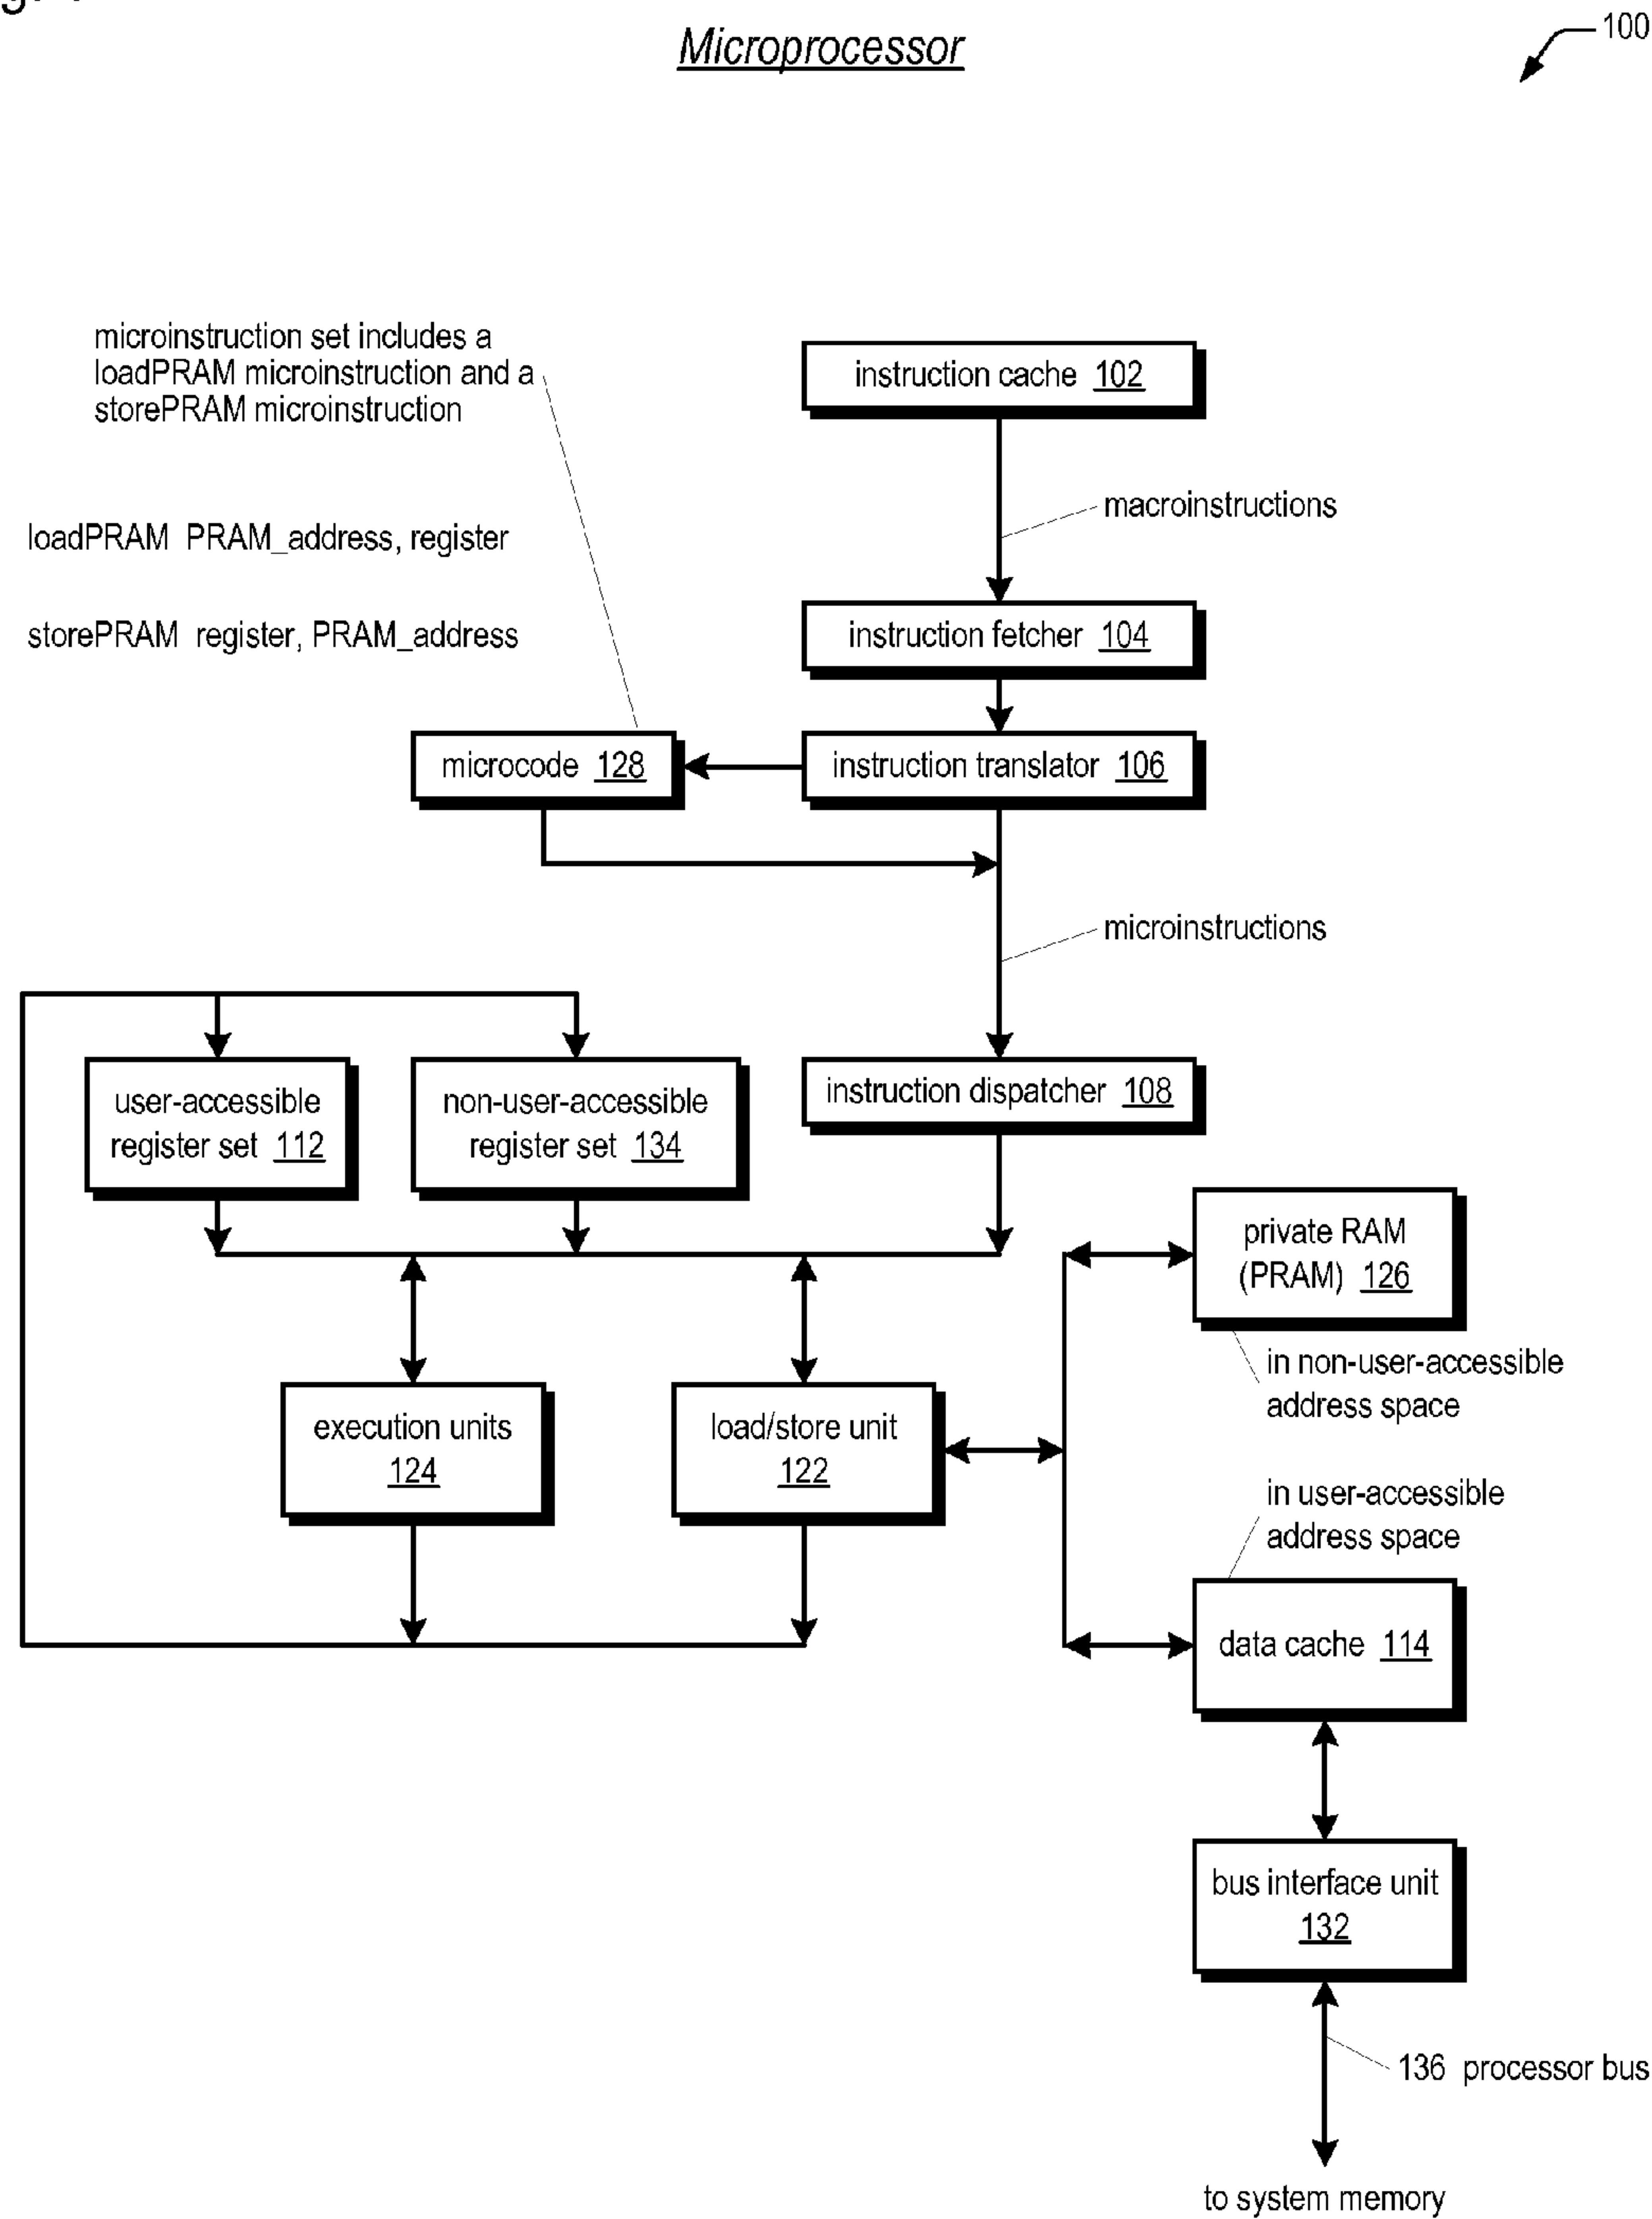 Microprocessor
100
microinstruction set includes a
loadPRAM microinstruction and a
storePRAM microinstruction
instruction cache 102
macroinstructions
loadPRAM PRAM_address, register
instruction fetcher 104
storePRAM register, PRAM_address
microcode 128
instruction translator 106
microinstructions
user-accessible
register set 112
non-user-accessible
register set 134
instruction dispatcher 108
private RAM
(PRAM) 126
in non-user-accessible
address space
execution units
124
load/store unit
122
in user-accessible
address space
data cache 114
bus interface unit
132
136 processor bus
to system memory